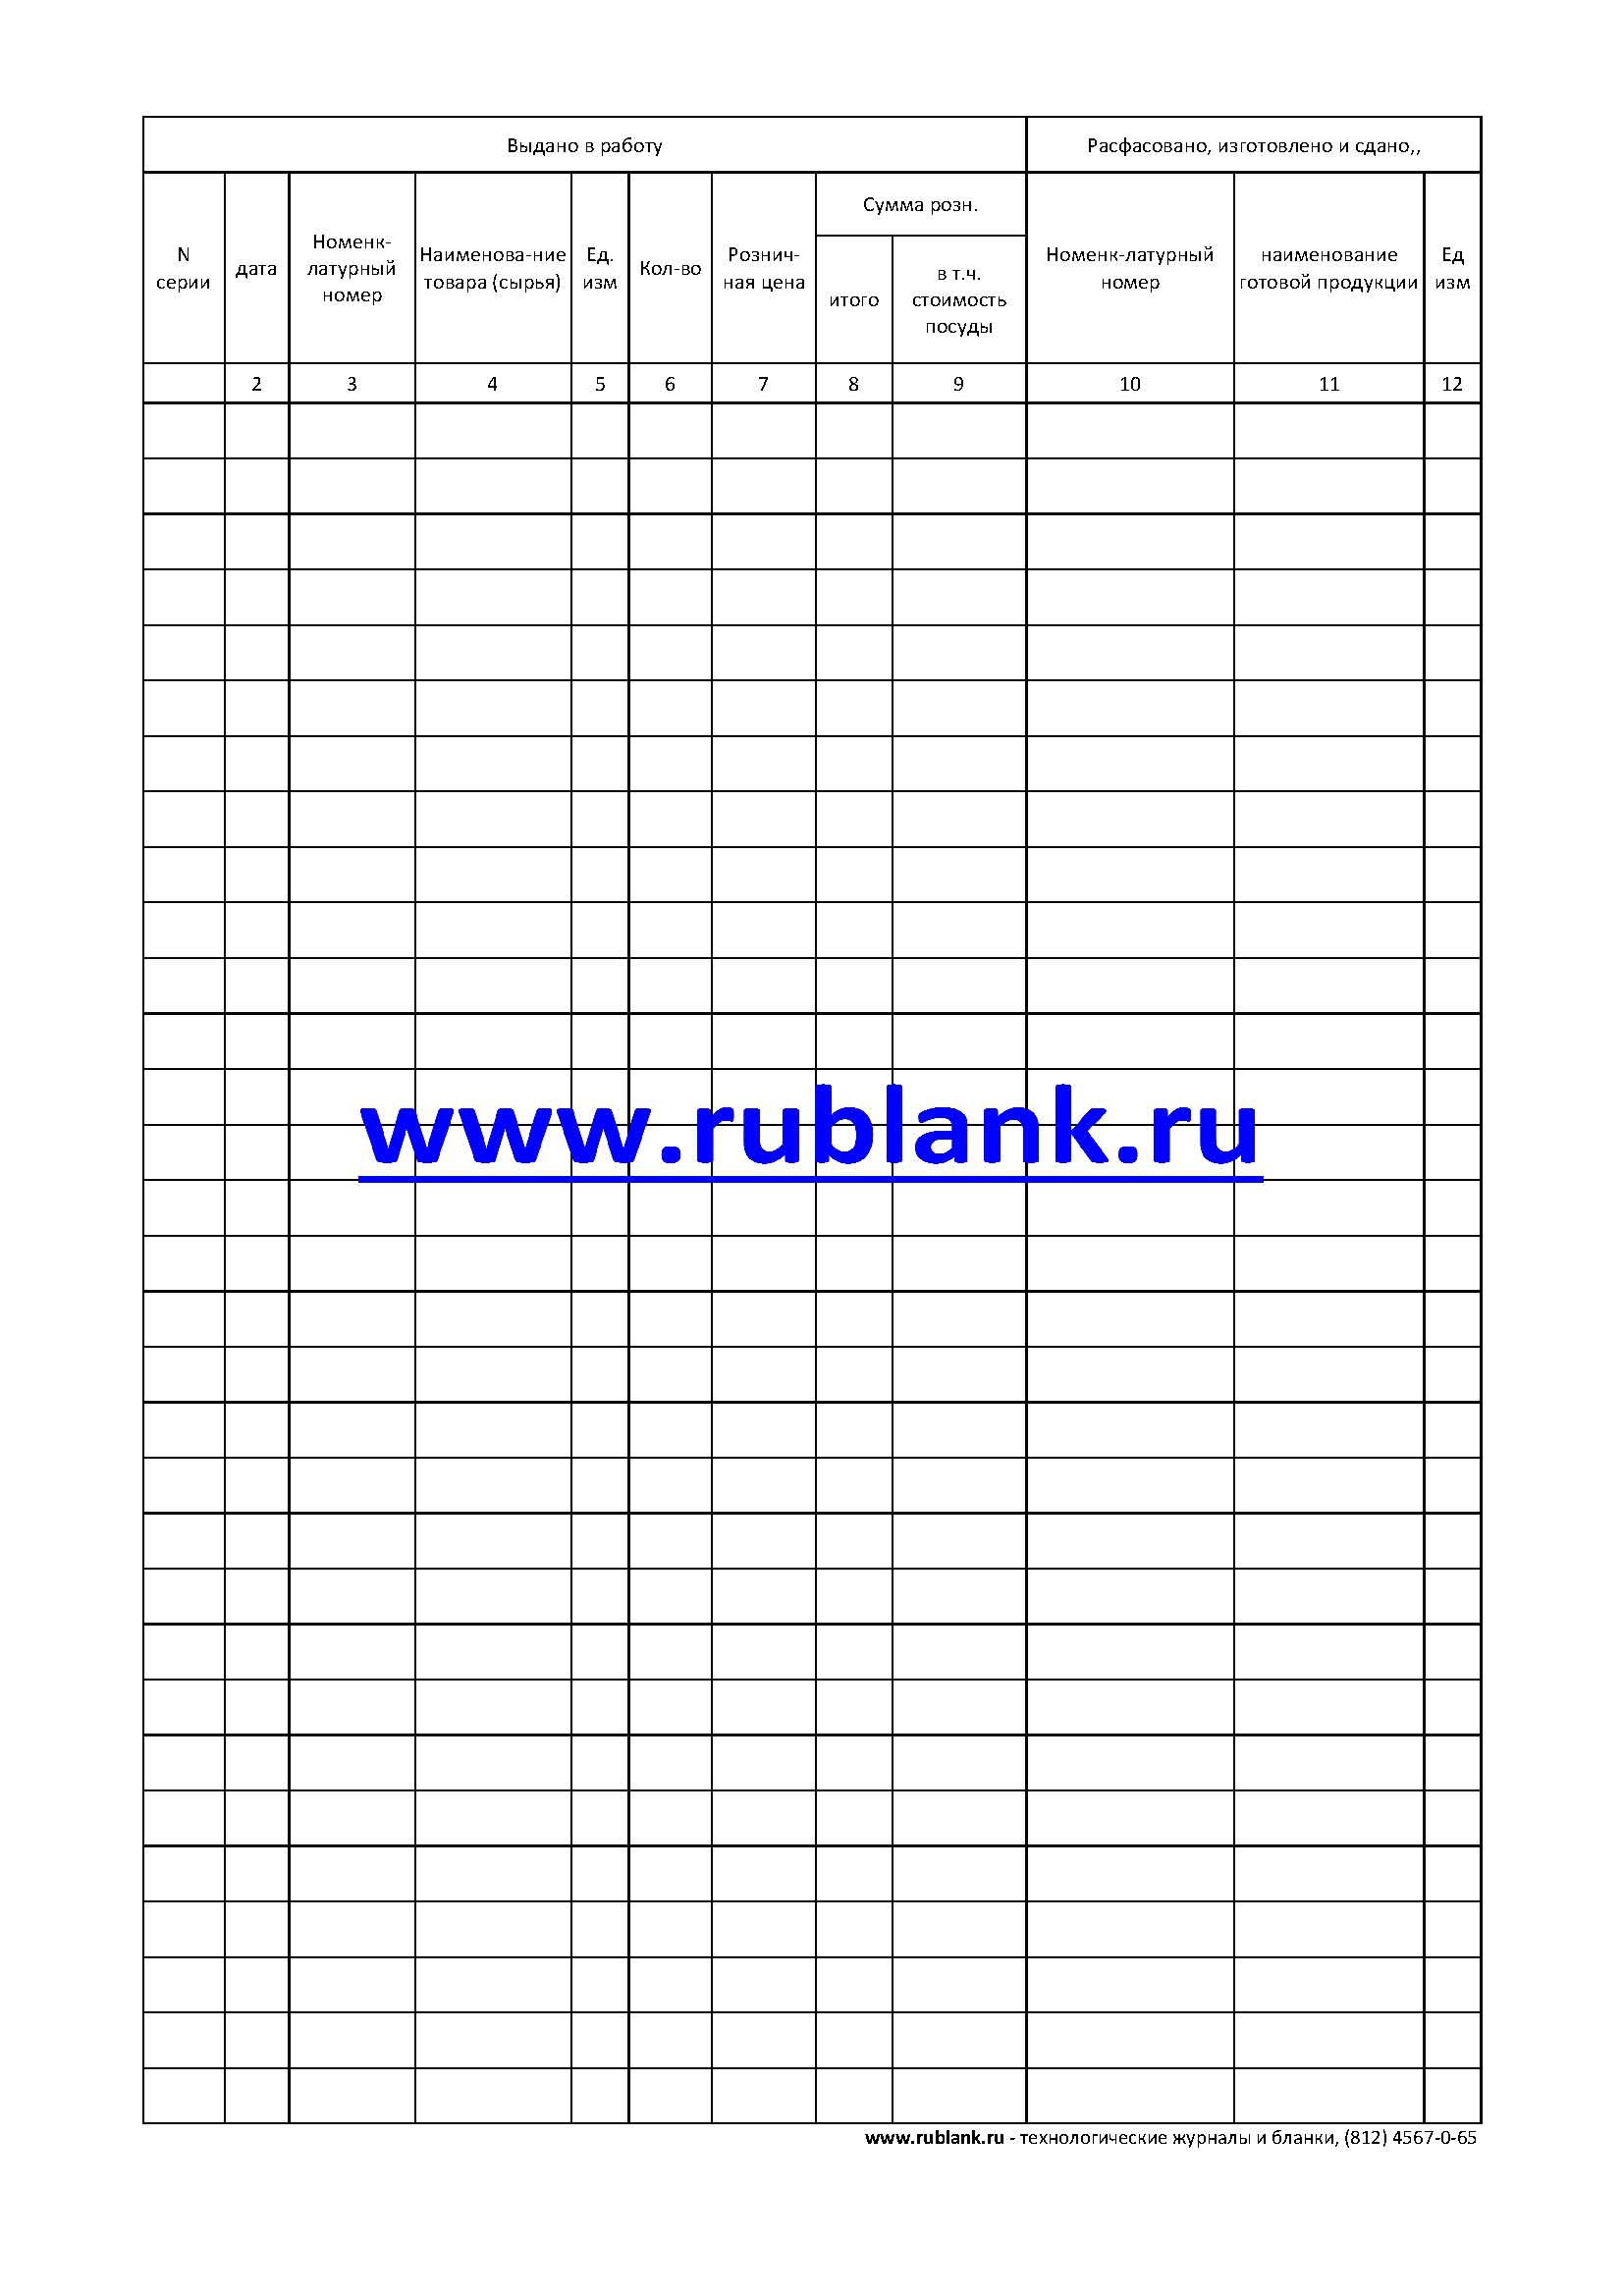 Выдано в работу
Расфасовано, изготовлено и сдано,,
N
серии
дата
Номенк-
латурный
номер
Наименова-ние
товара (сырья)
Ед.
изм
Кол-во
Рознич-
ная цена
Сумма розн.
итого
в т.ч.
стоимость
посуды
Номенк-латурный
номер
наименование
готовой продукции
Ед
изм
2 3 4 5 6 7 8 9 10 11 12
www.rublank.ru
www.rublank.ru - технологические журналы и бланки, (812) 4567-0-65